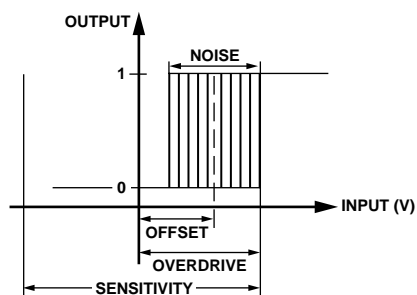 OUTPUT
NOISE
1
0
INPUT (V)
OFFSET
OVERDRIVE
SENSITIVITY